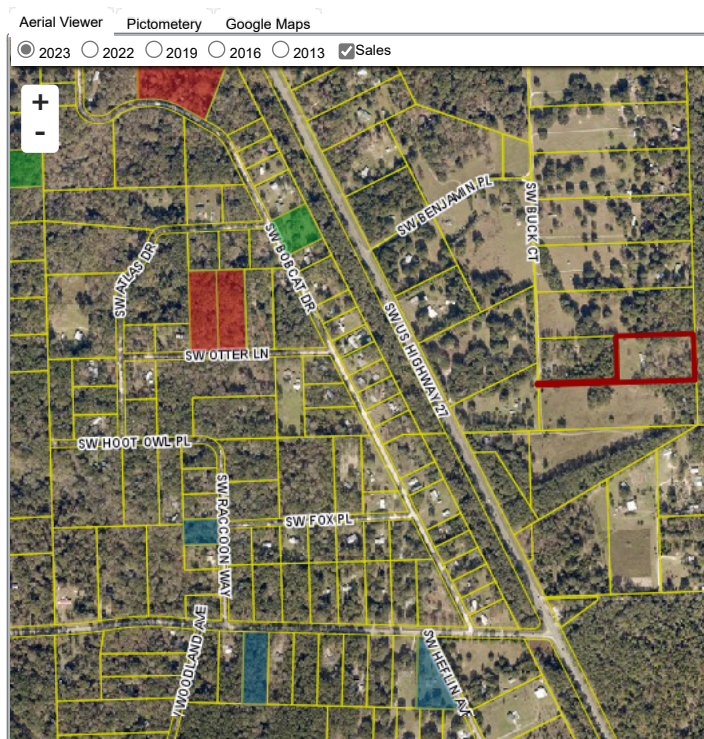 Aerial Viewer Pictometery Google Maps
2023 2022 2019 2016 2013 Sales
+
-
SW BENJAMIN PL
SW BUCK CT
SW ATLAS DR
SW BOBCAT DR
SW US HIGHWAY 27
SW OTTER LN
SW HOOT OWL PL
SW RACCOON WAY
SW FOX PL
WOODLAND AVE
SW HEFLIN AVE